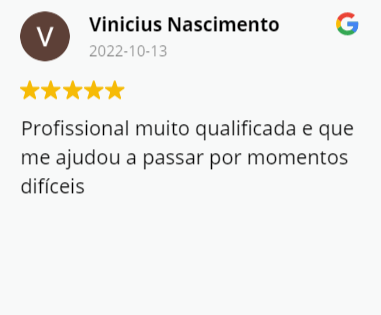 V
Vinicius Nascimento
2022-10-13
Profissional muito qualificada e que
me ajudou a passar por momentos
difíceis